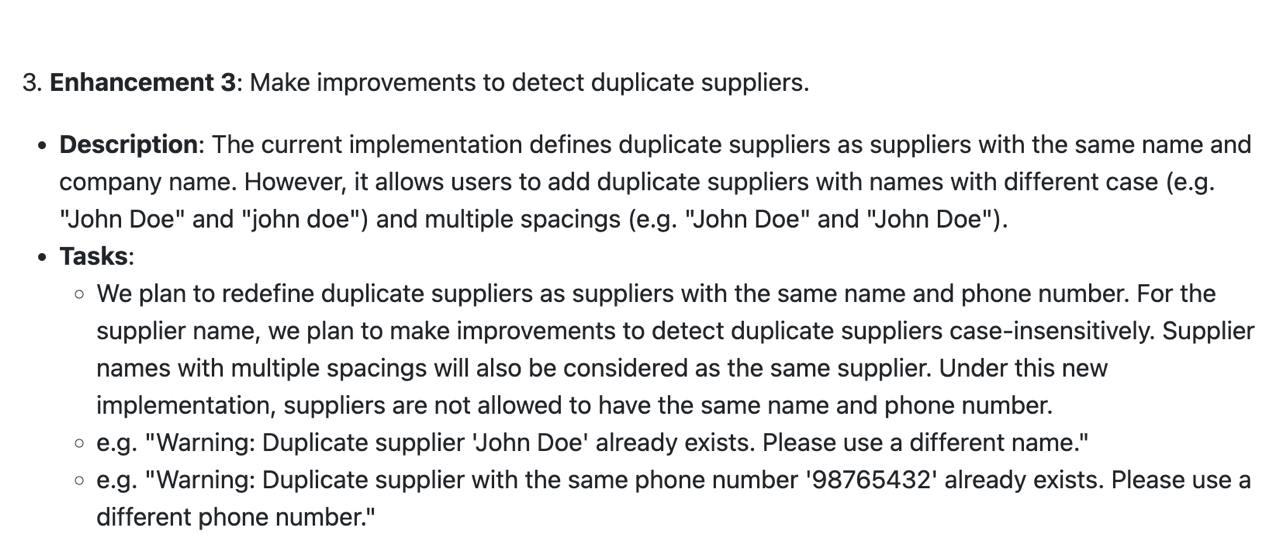 3. Enhancement 3: Make improvements to detect duplicate suppliers.
• Description: The current implementation defines duplicate suppliers as suppliers with the same name and
company name. However, it allows users to add duplicate suppliers with names with different case (e.g.
"John Doe" and "john doe") and multiple spacings (e.g. "John Doe" and "John Doe").
• Tasks:
◦ We plan to redefine duplicate suppliers as suppliers with the same name and phone number. For the
supplier name, we plan to make improvements to detect duplicate suppliers case-insensitively. Supplier
names with multiple spacings will also be considered as the same supplier. Under this new
implementation, suppliers are not allowed to have the same name and phone number.
◦ e.g. "Warning: Duplicate supplier 'John Doe' already exists. Please use a different name."
◦ e.g. "Warning: Duplicate supplier with the same phone number '98765432' already exists. Please use a
different phone number."